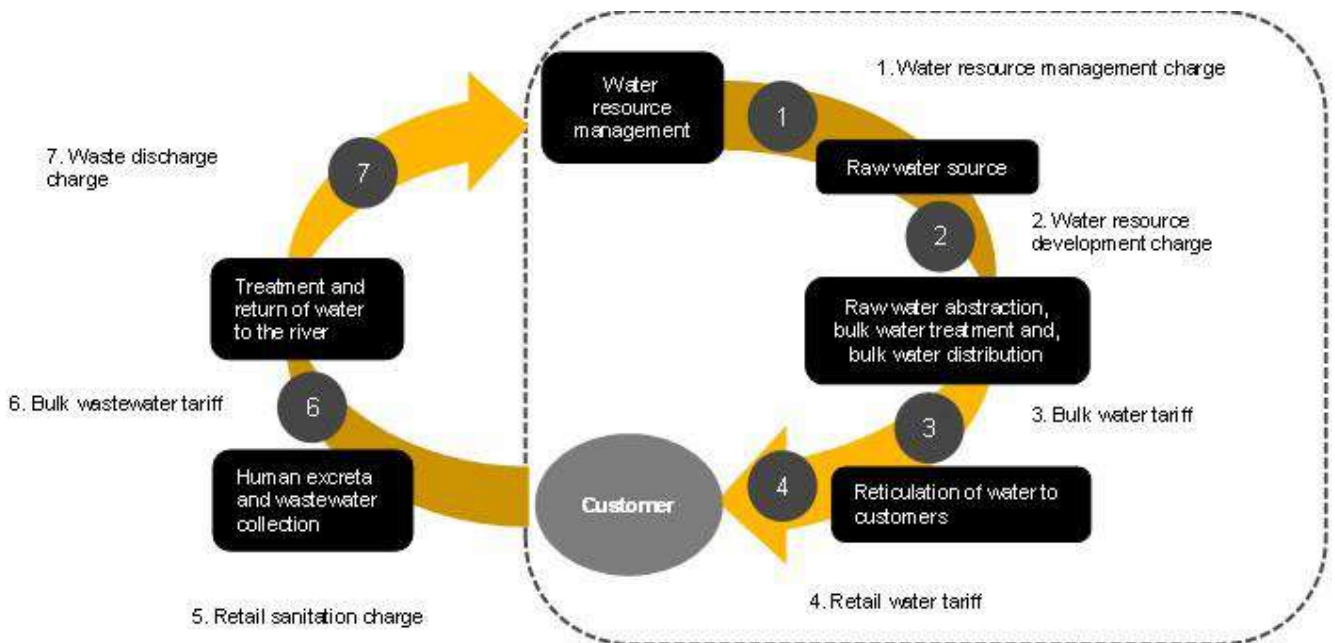 Water
resource
management
1
1. Water resource management charge
Raw water source
2
2. Water resource
development charge
Raw water abstraction,
bulk water treatment and,
bulk water distribution
3
3. Bulk water tariff
Reticulation of water to
customers
4
4. Retail water tariff
Customer
5. Retail sanitation charge
Human excreta
and wastewater
collection
6
6. Bulk wastewater tariff
Treatment and
return of water
to the river
7
7. Waste discharge
charge